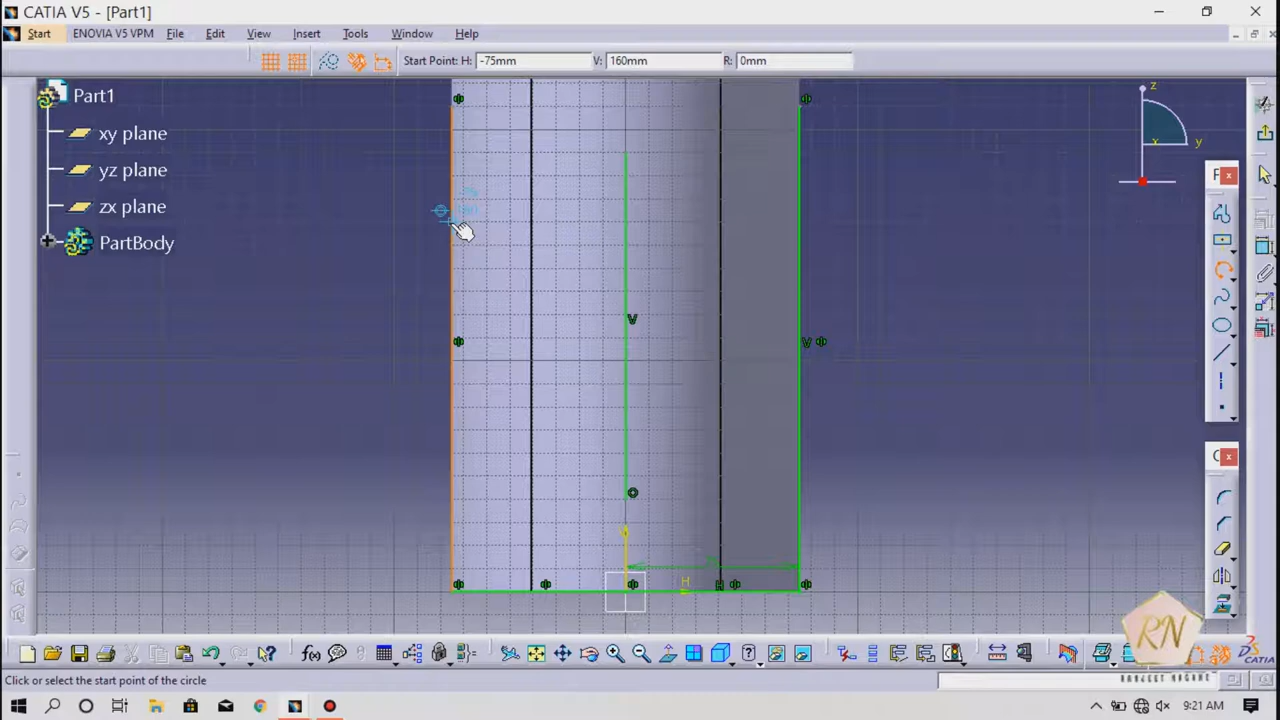 CATIA V5 - [Part1]
Start ENOVIA V5 VPM File Edit View Insert Tools Window Help
Start Point: H: -75mm V: 160mm R: 0mm
Part1
xy plane
yz plane
zx plane
PartBody
z
x
y
F
V
V
H
H
C
f(x)
RN
CATIA
Click or select the start point of the circle
9:21 AM